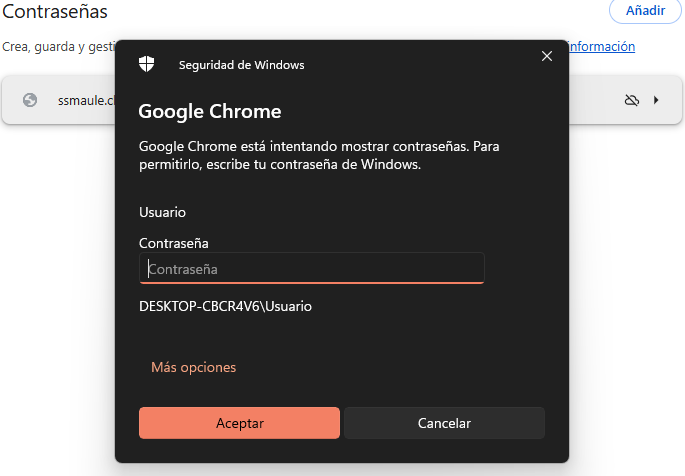 Contraseñas
Añadir
Crea, guarda y
información
Seguridad de Windows
Google Chrome
Google Chrome está intentando mostrar contraseñas. Para
permitirlo, escribe tu contraseña de Windows.
Usuario
Contraseña
Contraseña
DESKTOP-CBCR4V6\Usuario
Más opciones
Aceptar
Cancelar
ssmaule.c